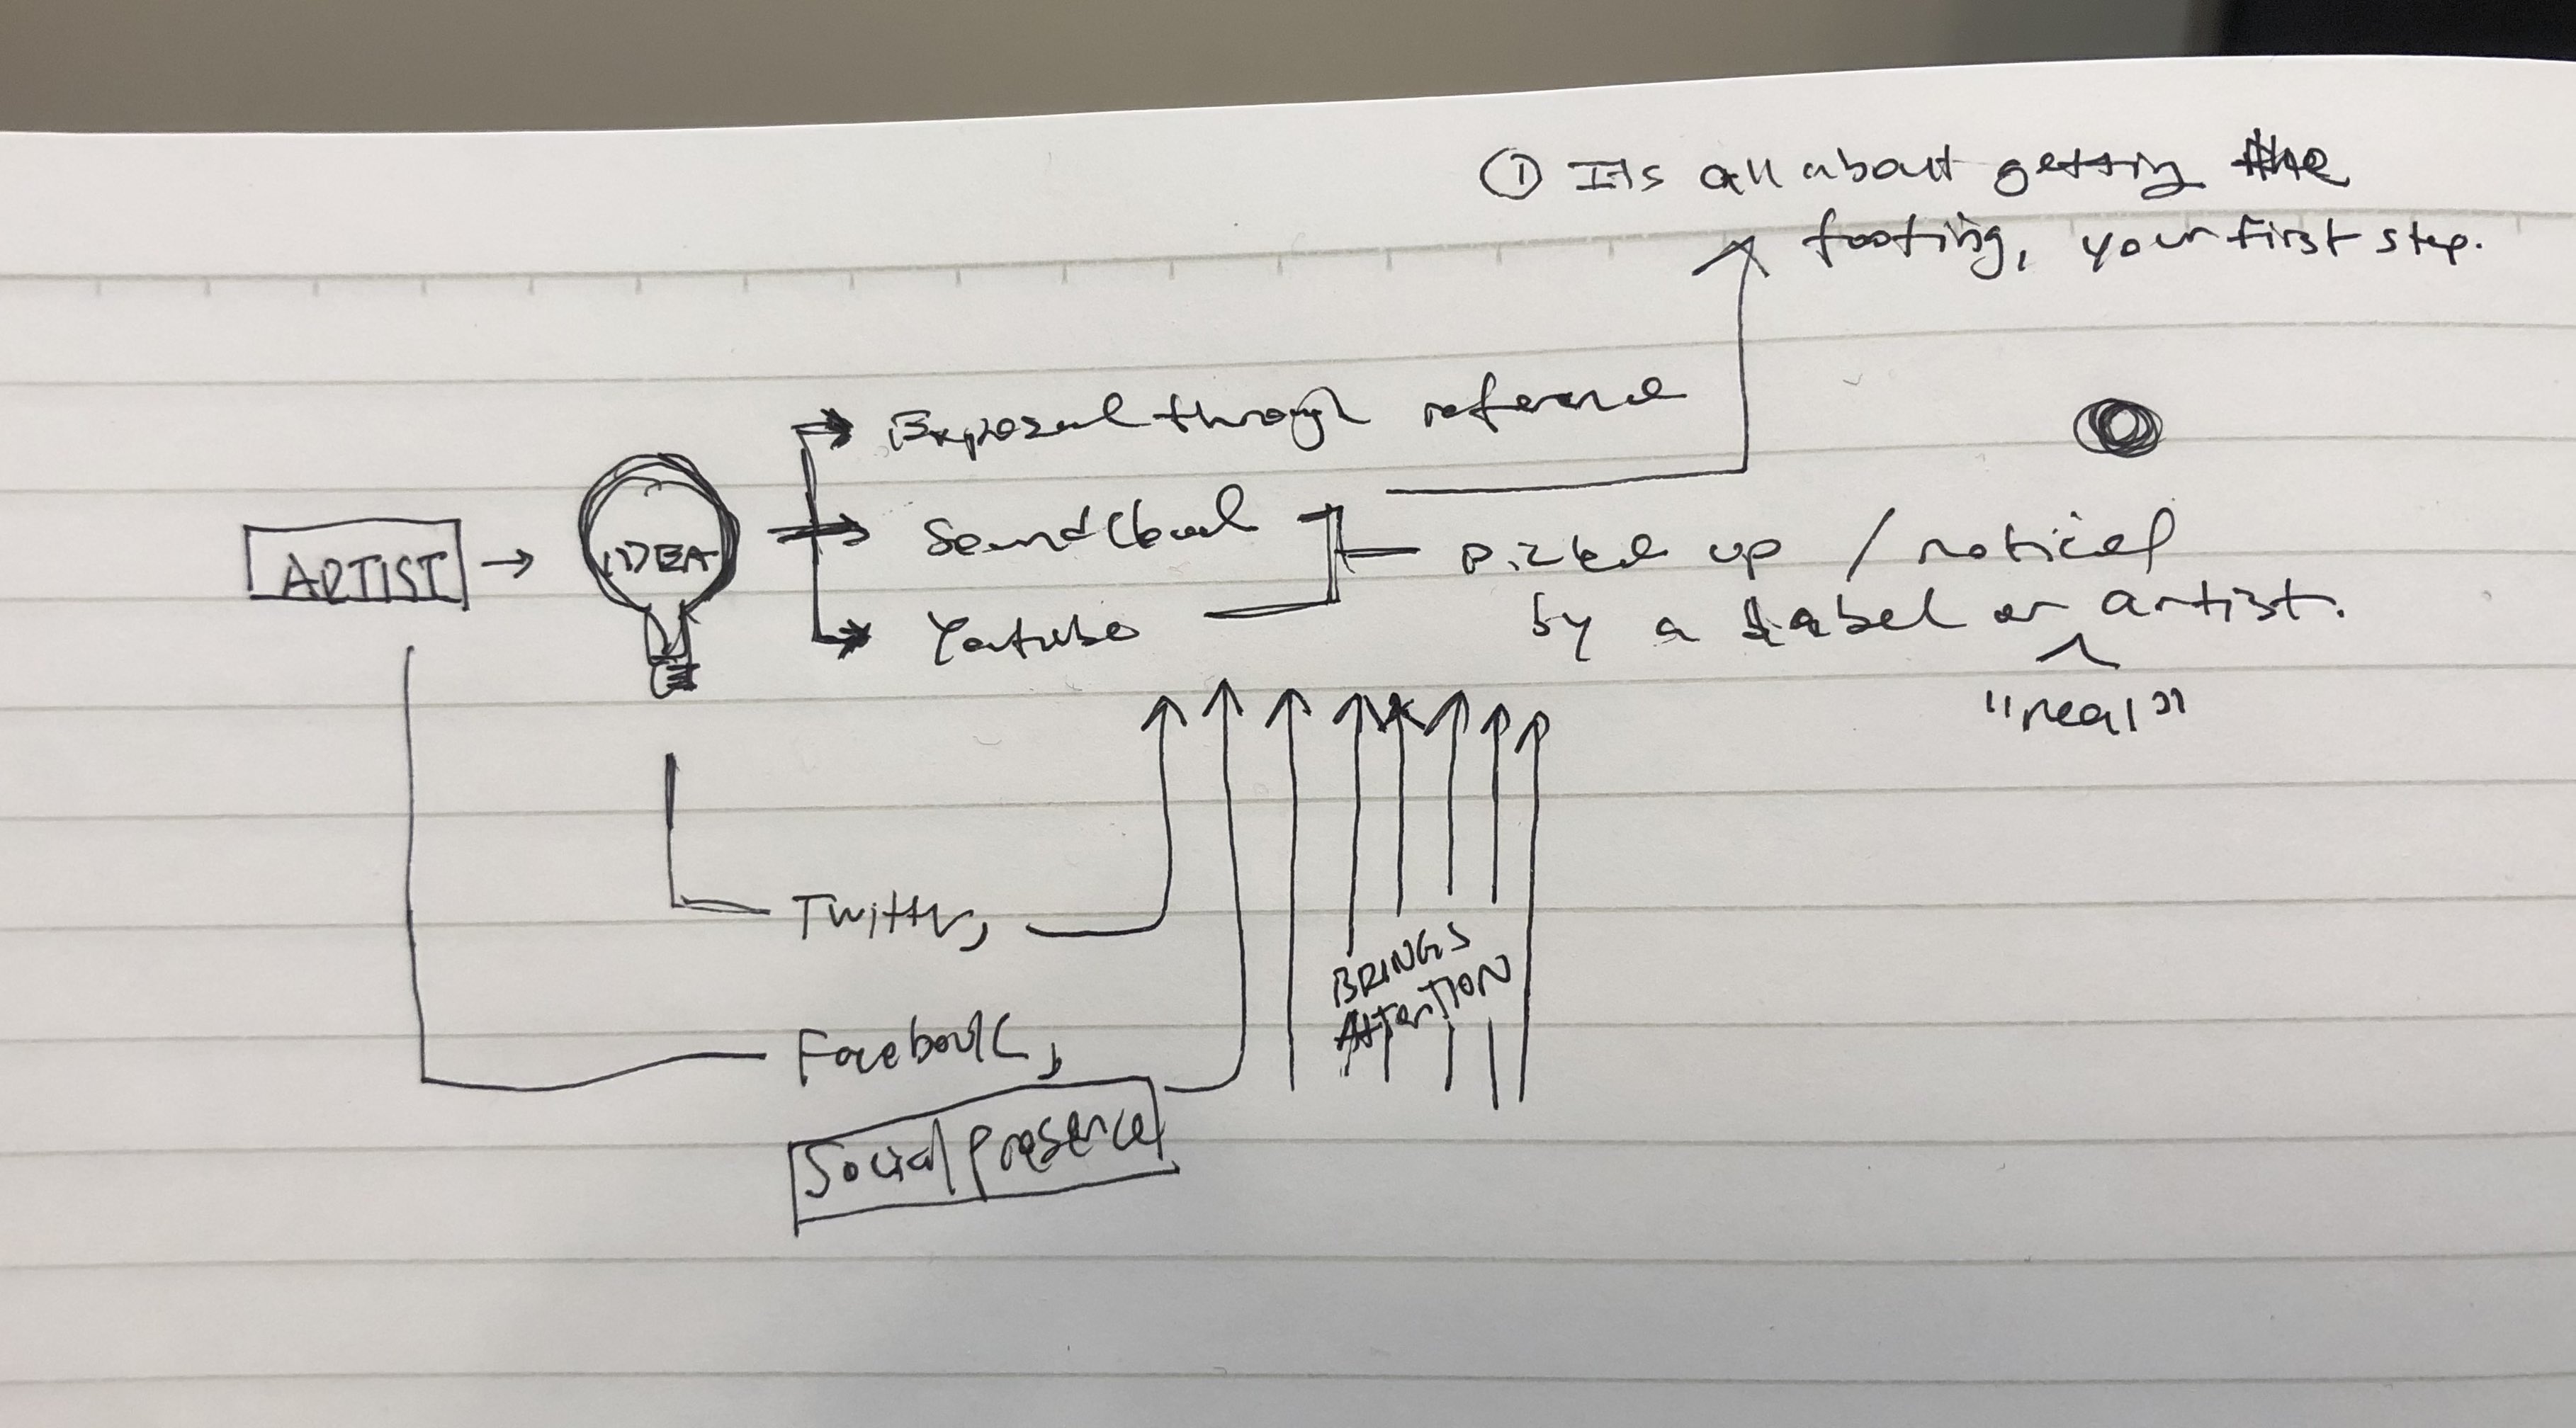 ① Its all about getting the
footing, your first step.
Exposed through reference
ARTIST
IDEA
SoundCloud
Youtube
picked up / noticed
by a label or artist.
"real"
Twitter,
BRINGS
Attention
Facebook,
Social presence